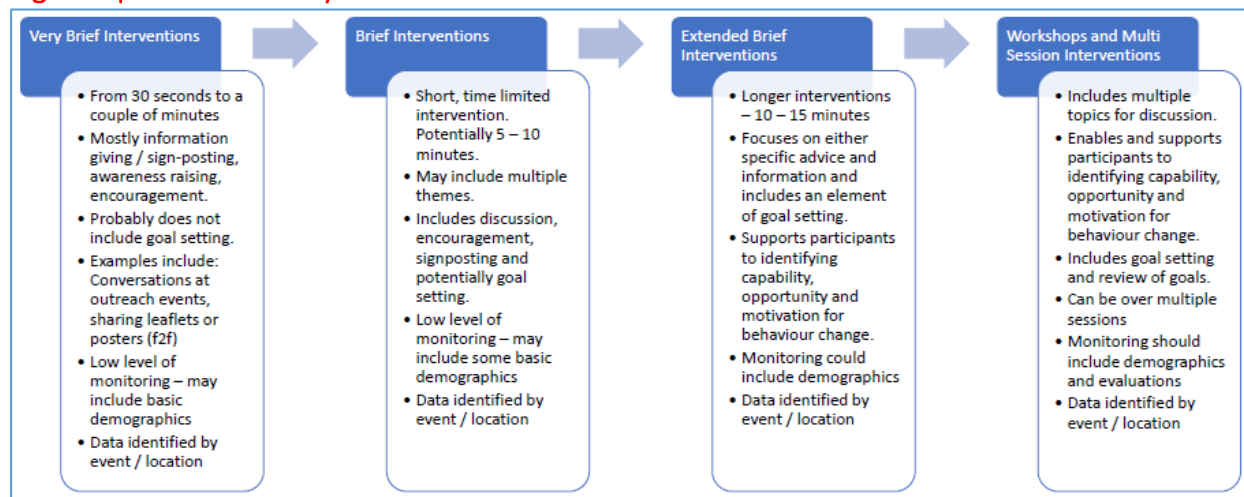 Very Brief Interventions
• From 30 seconds to a
couple of minutes
• Mostly information
giving / sign-posting,
awareness raising,
encouragement.
• Probably does not
include goal setting.
• Examples include:
Conversations at
outreach events,
sharing leaflets or
posters (f2f)
• Low level of
monitoring – may
include basic
demographics
• Data identified by
event / location
Brief Interventions
• Short, time limited
intervention.
Potentially 5 – 10
minutes.
• May include multiple
themes.
• Includes discussion,
encouragement,
signposting and
potentially goal
setting.
• Low level of
monitoring – may
include some basic
demographics
• Data identified by
event / location
Extended Brief
Interventions
• Longer interventions
– 10 – 15 minutes
• Focuses on either
specific advice and
information and
includes an element
of goal setting.
• Supports participants
to identifying
capability,
opportunity and
motivation for
behaviour change.
• Monitoring could
include demographics
• Data identified by
event / location
Workshops and Multi
Session Interventions
• Includes multiple
topics for discussion.
• Enables and supports
participants to
identifying capability,
opportunity and
motivation for
behaviour change.
• Includes goal setting
and review of goals.
• Can be over multiple
sessions
• Monitoring should
include demographics
and evaluations
• Data identified by
event / location